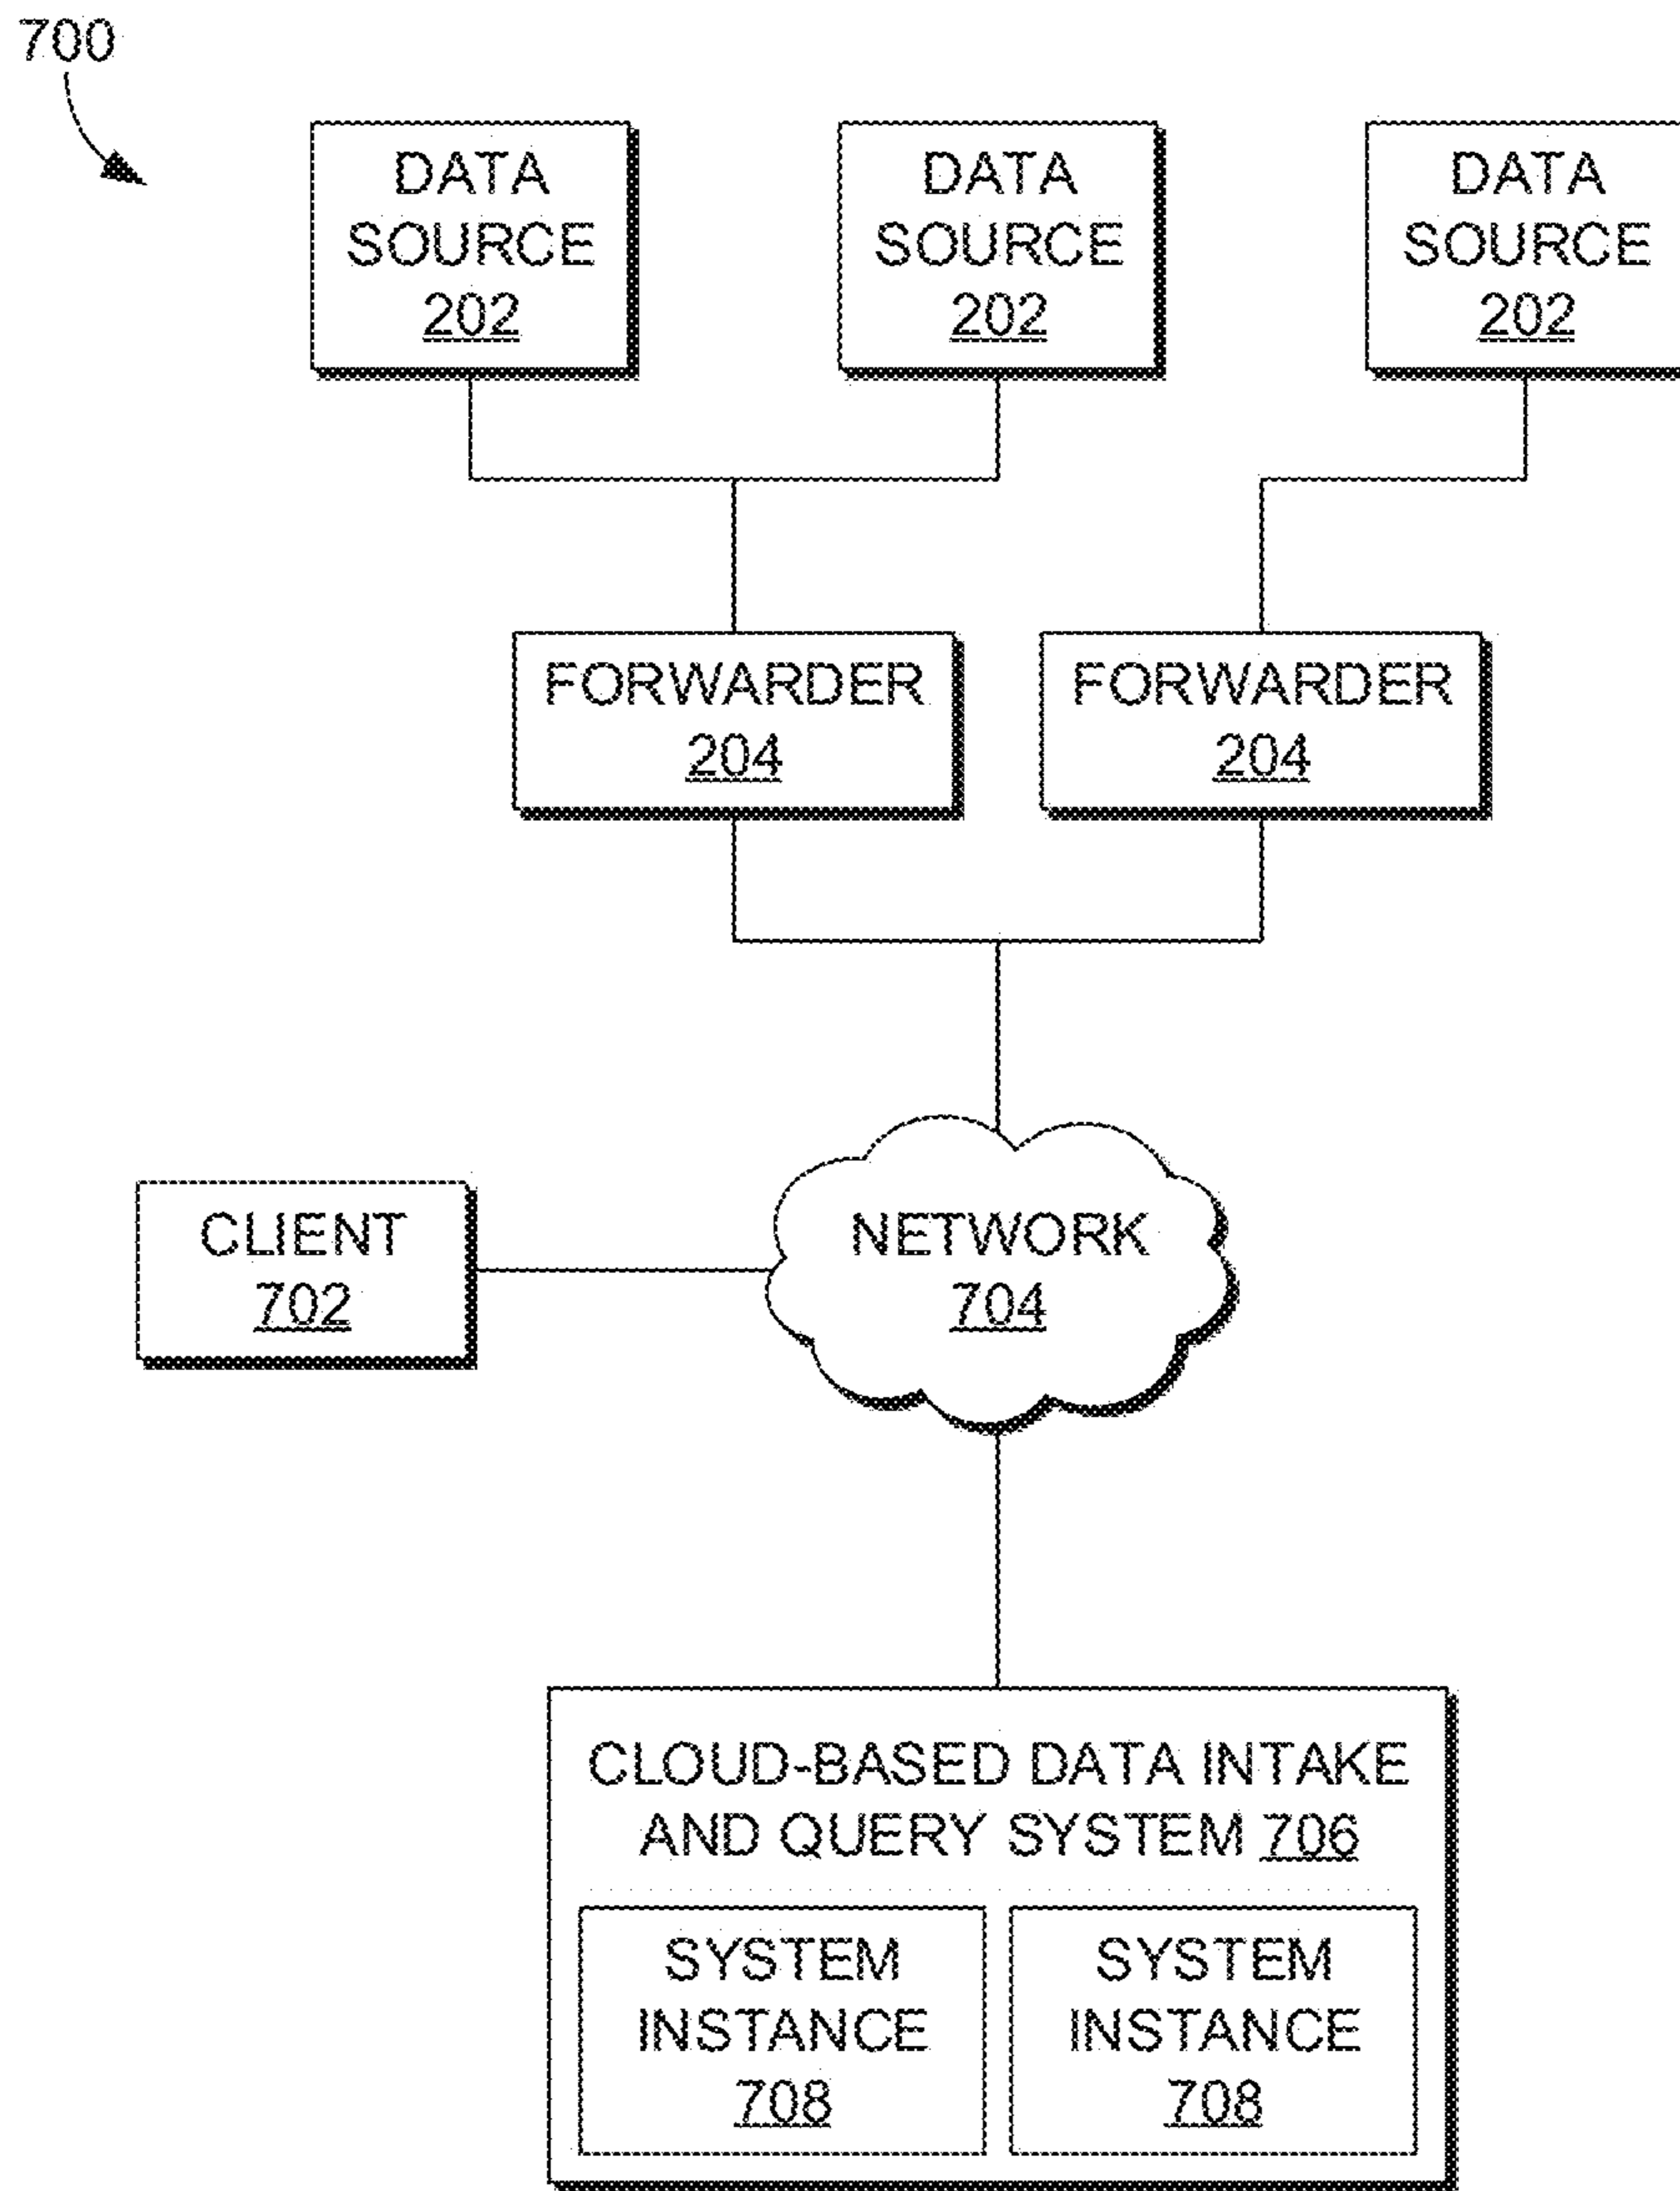 700
DATA
SOURCE
202
DATA
SOURCE
202
DATA
SOURCE
202
FORWARDER
204
FORWARDER
204
CLIENT
702
NETWORK
704
CLOUD-BASED DATA INTAKE
AND QUERY SYSTEM 706
SYSTEM
INSTANCE
708
SYSTEM
INSTANCE
708